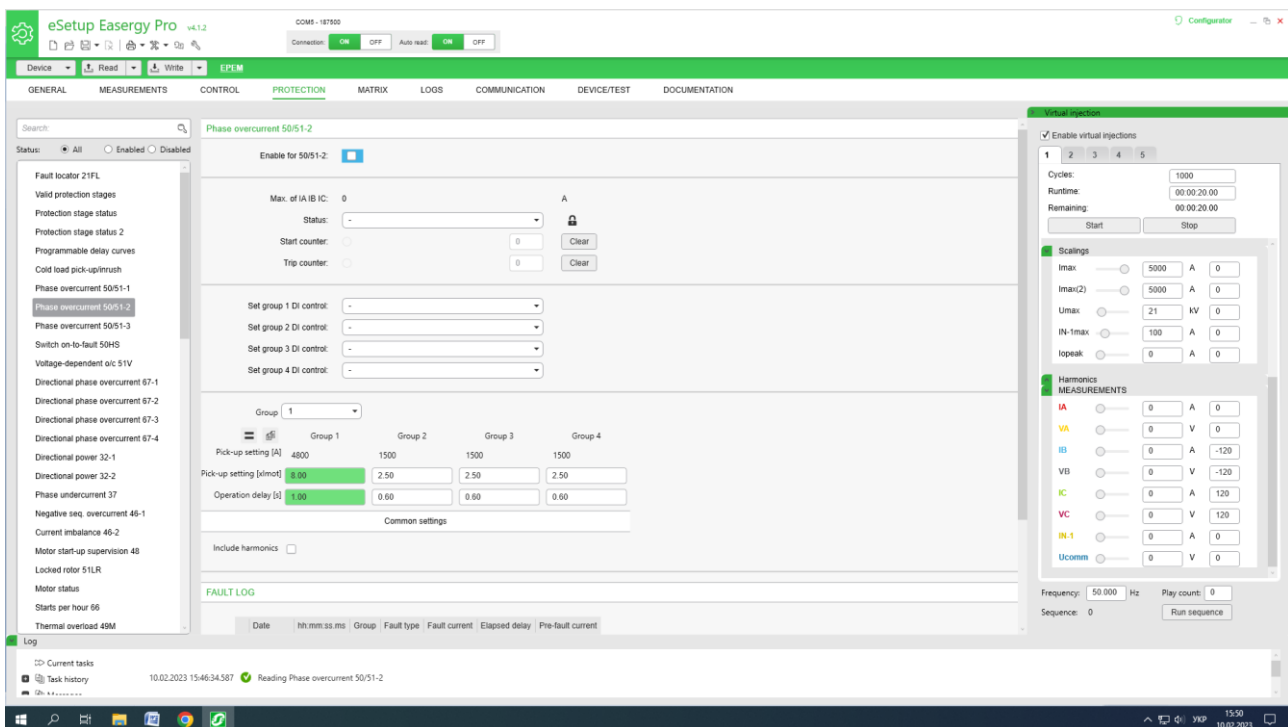 eSetup Easergy Pro v4.1.2
COM5 - 187500
Configurator
Connection: ON OFF Auto read: ON OFF
Device Read Write EPEM
GENERAL MEASUREMENTS CONTROL PROTECTION MATRIX LOGS COMMUNICATION DEVICE/TEST DOCUMENTATION
Search:
Status: All Enabled Disabled
Fault locator 21FL
Valid protection stages
Protection stage status
Protection stage status 2
Programmable delay curves
Cold load pick-up/inrush
Phase overcurrent 50/51-1
Phase overcurrent 50/51-2
Phase overcurrent 50/51-3
Switch on-to-fault 50HS
Voltage-dependent o/c 51V
Directional phase overcurrent 67-1
Directional phase overcurrent 67-2
Directional phase overcurrent 67-3
Directional phase overcurrent 67-4
Directional power 32-1
Directional power 32-2
Phase undercurrent 37
Negative seq. overcurrent 46-1
Current imbalance 46-2
Motor start-up supervision 48
Locked rotor 51LR
Motor status
Starts per hour 66
Thermal overload 49M
Phase overcurrent 50/51-2
Enable for 50/51-2:
Max. of IA IB IC: 0 A
Status: -
Start counter: 0 Clear
Trip counter: 0 Clear
Set group 1 DI control: -
Set group 2 DI control: -
Set group 3 DI control: -
Set group 4 DI control: -
Group 1
Group 1 Group 2 Group 3 Group 4
Pick-up setting [A] 4800 1500 1500 1500
Pick-up setting [xImot] 8.00 2.50 2.50 2.50
Operation delay [s] 1.00 0.60 0.60 0.60
Common settings
Include harmonics
FAULT LOG
Date hh:mm:ss.ms Group Fault type Fault current Elapsed delay Pre-fault current
Virtual injection
Enable virtual injections
1 2 3 4 5
Cycles: 1000
Runtime: 00:00:20.00
Remaining: 00:00:20.00
Start Stop
Scalings
Imax 5000 A 0
Imax(2) 5000 A 0
Umax 21 kV 0
IN-1max 100 A 0
Iopeak 0 A 0
Harmonics
MEASUREMENTS
IA 0 A 0
VA 0 V 0
IB 0 A -120
VB 0 V -120
IC 0 A 120
VC 0 V 120
IN-1 0 A 0
Ucomm 0 V 0
Frequency: 50.000 Hz Play count: 0
Sequence: 0 Run sequence
Log
Current tasks
Task history 10.02.2023 15:46:34.587 Reading Phase overcurrent 50/51-2
УКР 15:50
10.02.2023